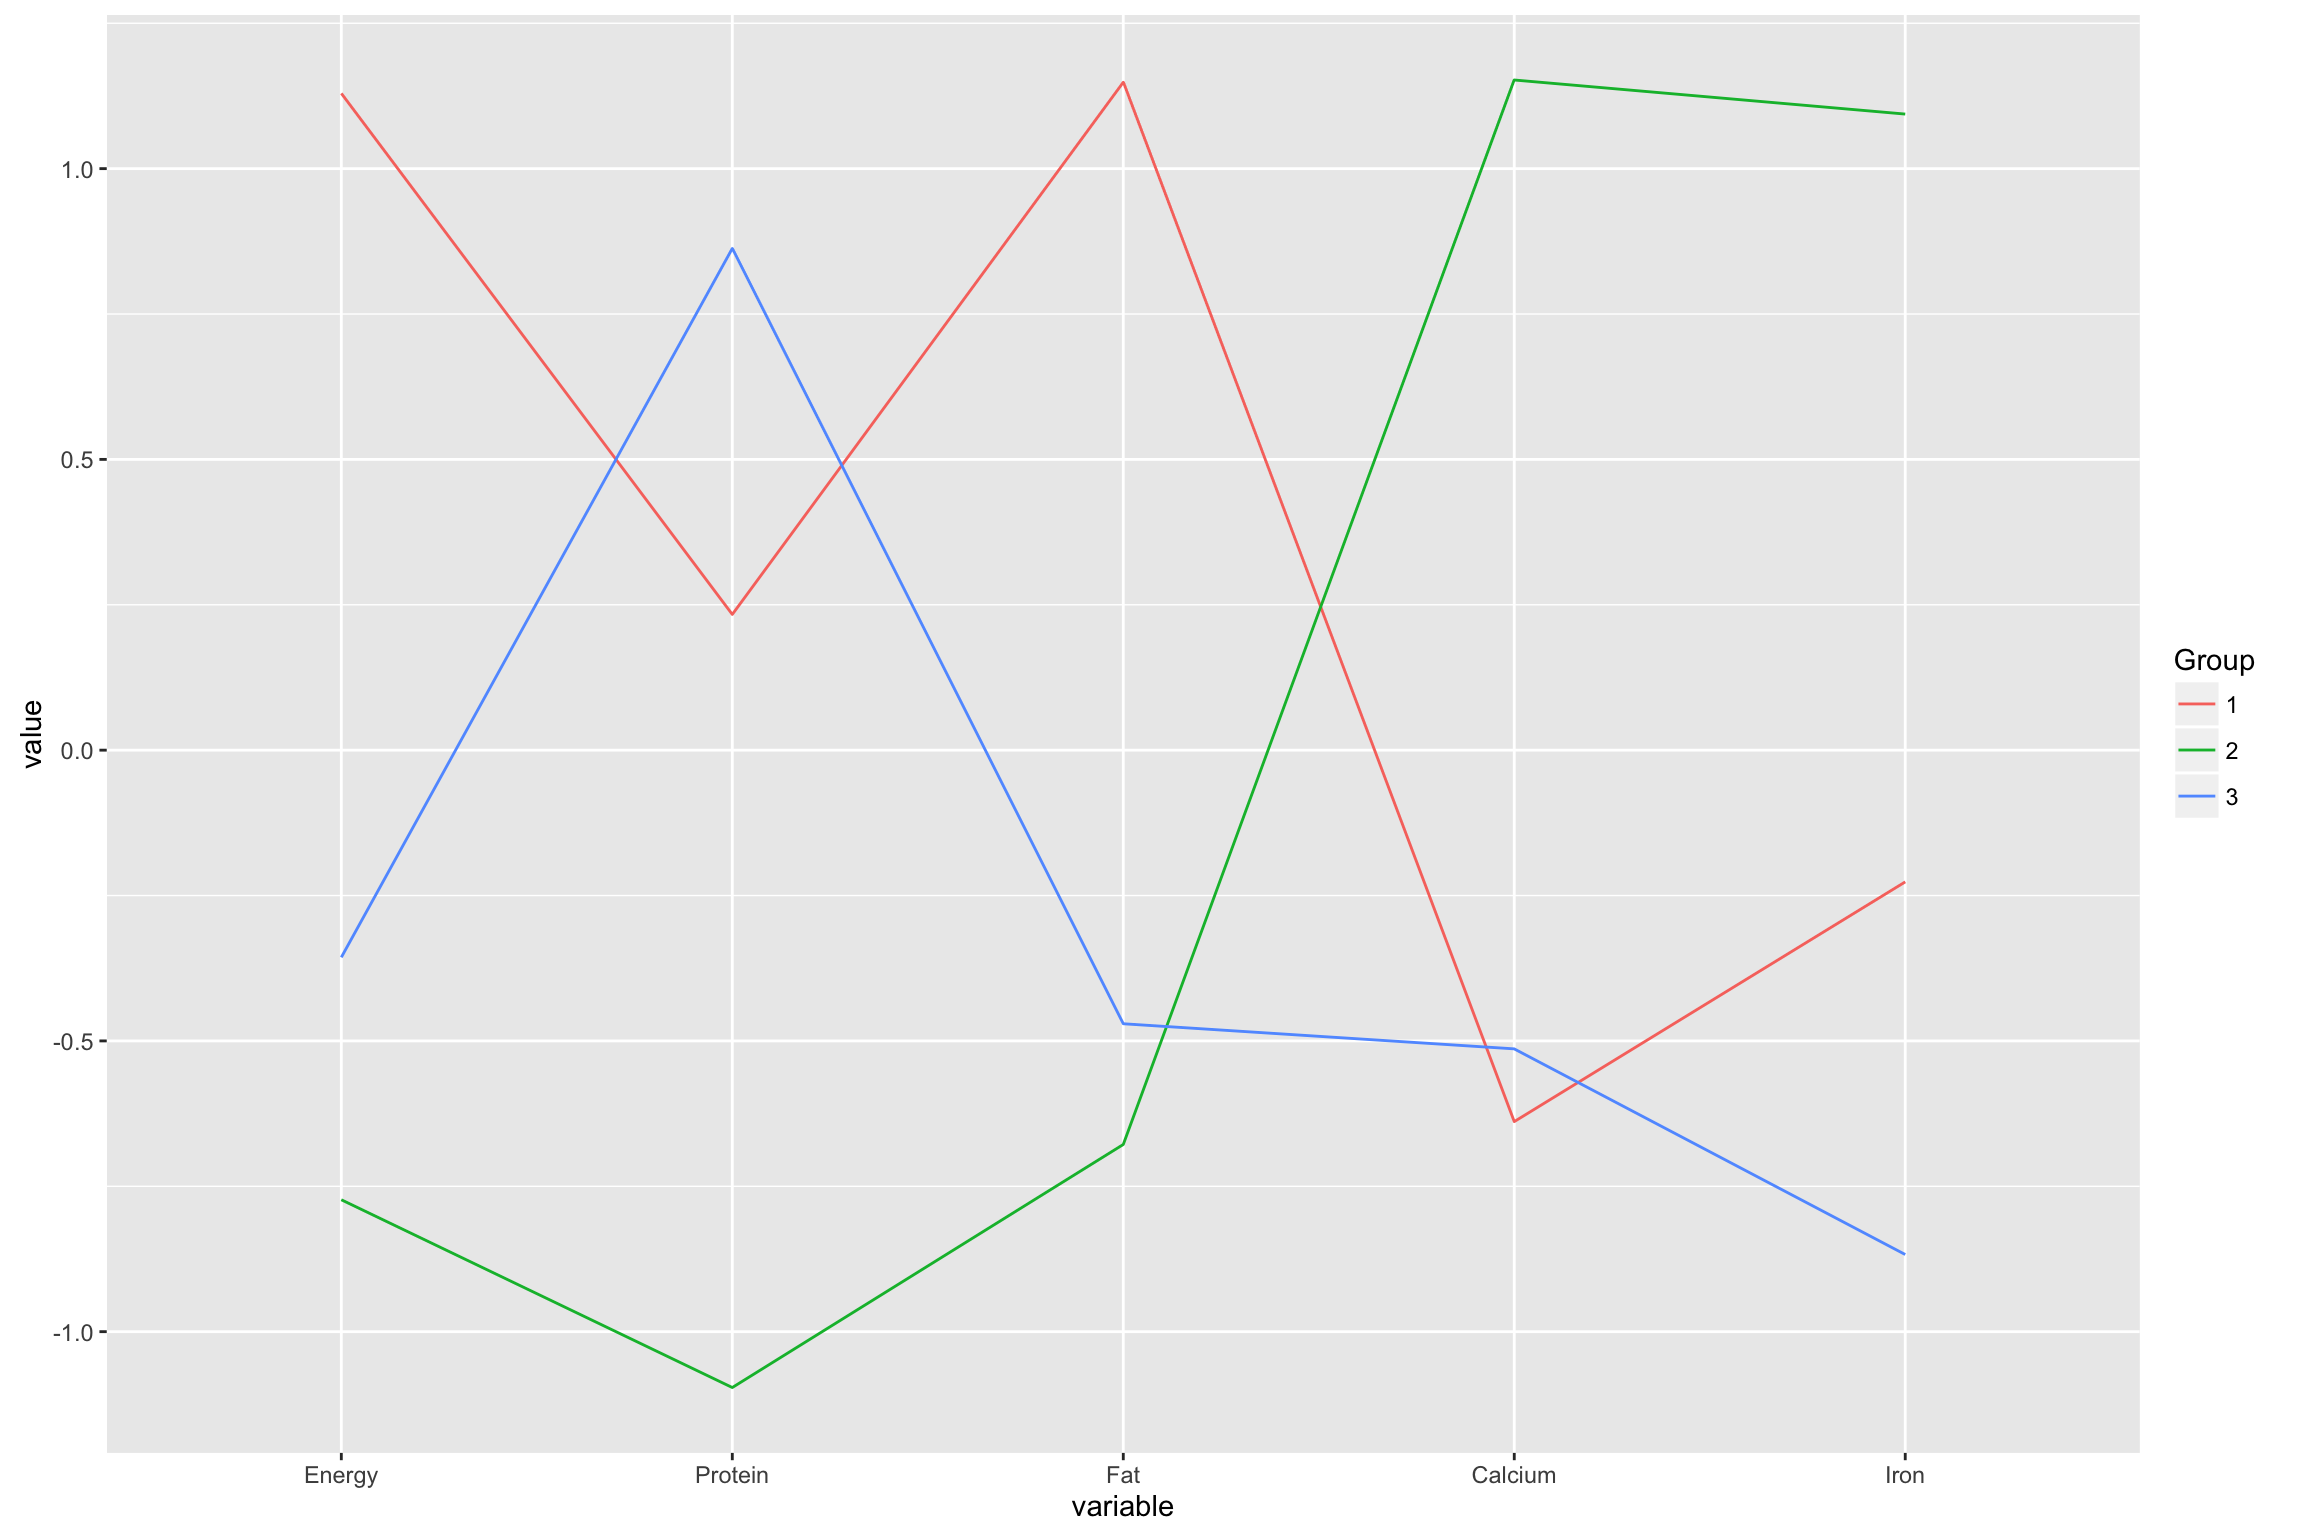 1.0
0.5
0.0
-0.5
-1.0
value
Energy
Protein
Fat
Calcium
Iron
variable
Group
1
2
3